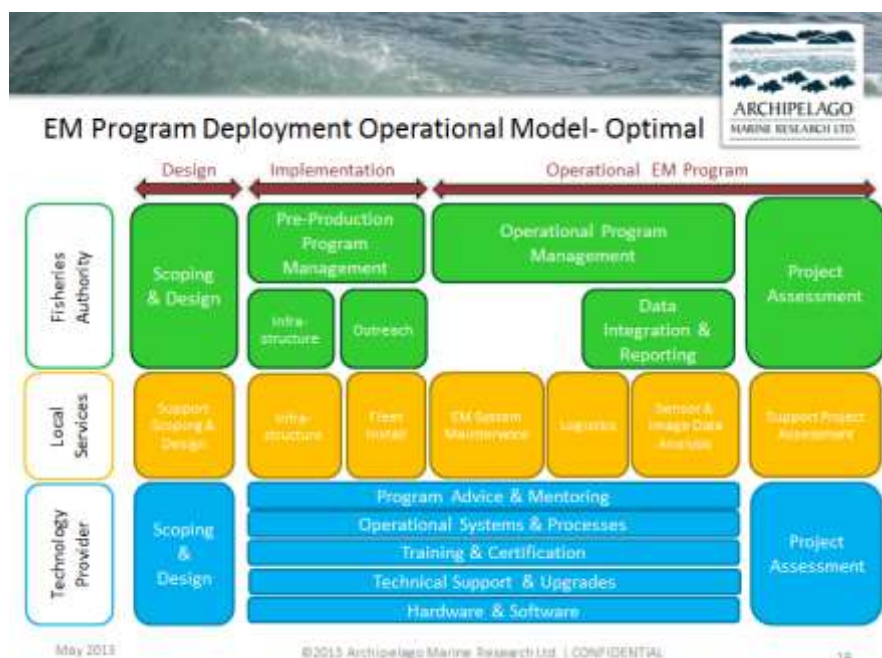 ARCHIPELAGO
MARINE RESEARCH LTD.
EM Program Deployment Operational Model- Optimal
Design
Implementation
Operational EM Program
Fisheries
Authority
Scoping
& Design
Pre-Production
Program
Management
Operational Program
Management
Project
Assessment
Infra-
structure
Outreach
Data
Integration &
Reporting
Local
Services
Support
Scoping &
Design
Infra-
structure
Fleet
Install
EM System
Maintenance
Logistics
Sensor &
Image Data
Analysis
Support Project
Assessment
Technology
Provider
Scoping
&
Design
Program Advice & Mentoring
Operational Systems & Processes
Training & Certification
Technical Support & Upgrades
Hardware & Software
Project
Assessment
May 2013
©2013 Archipelago Marine Research Ltd. | CONFIDENTIAL